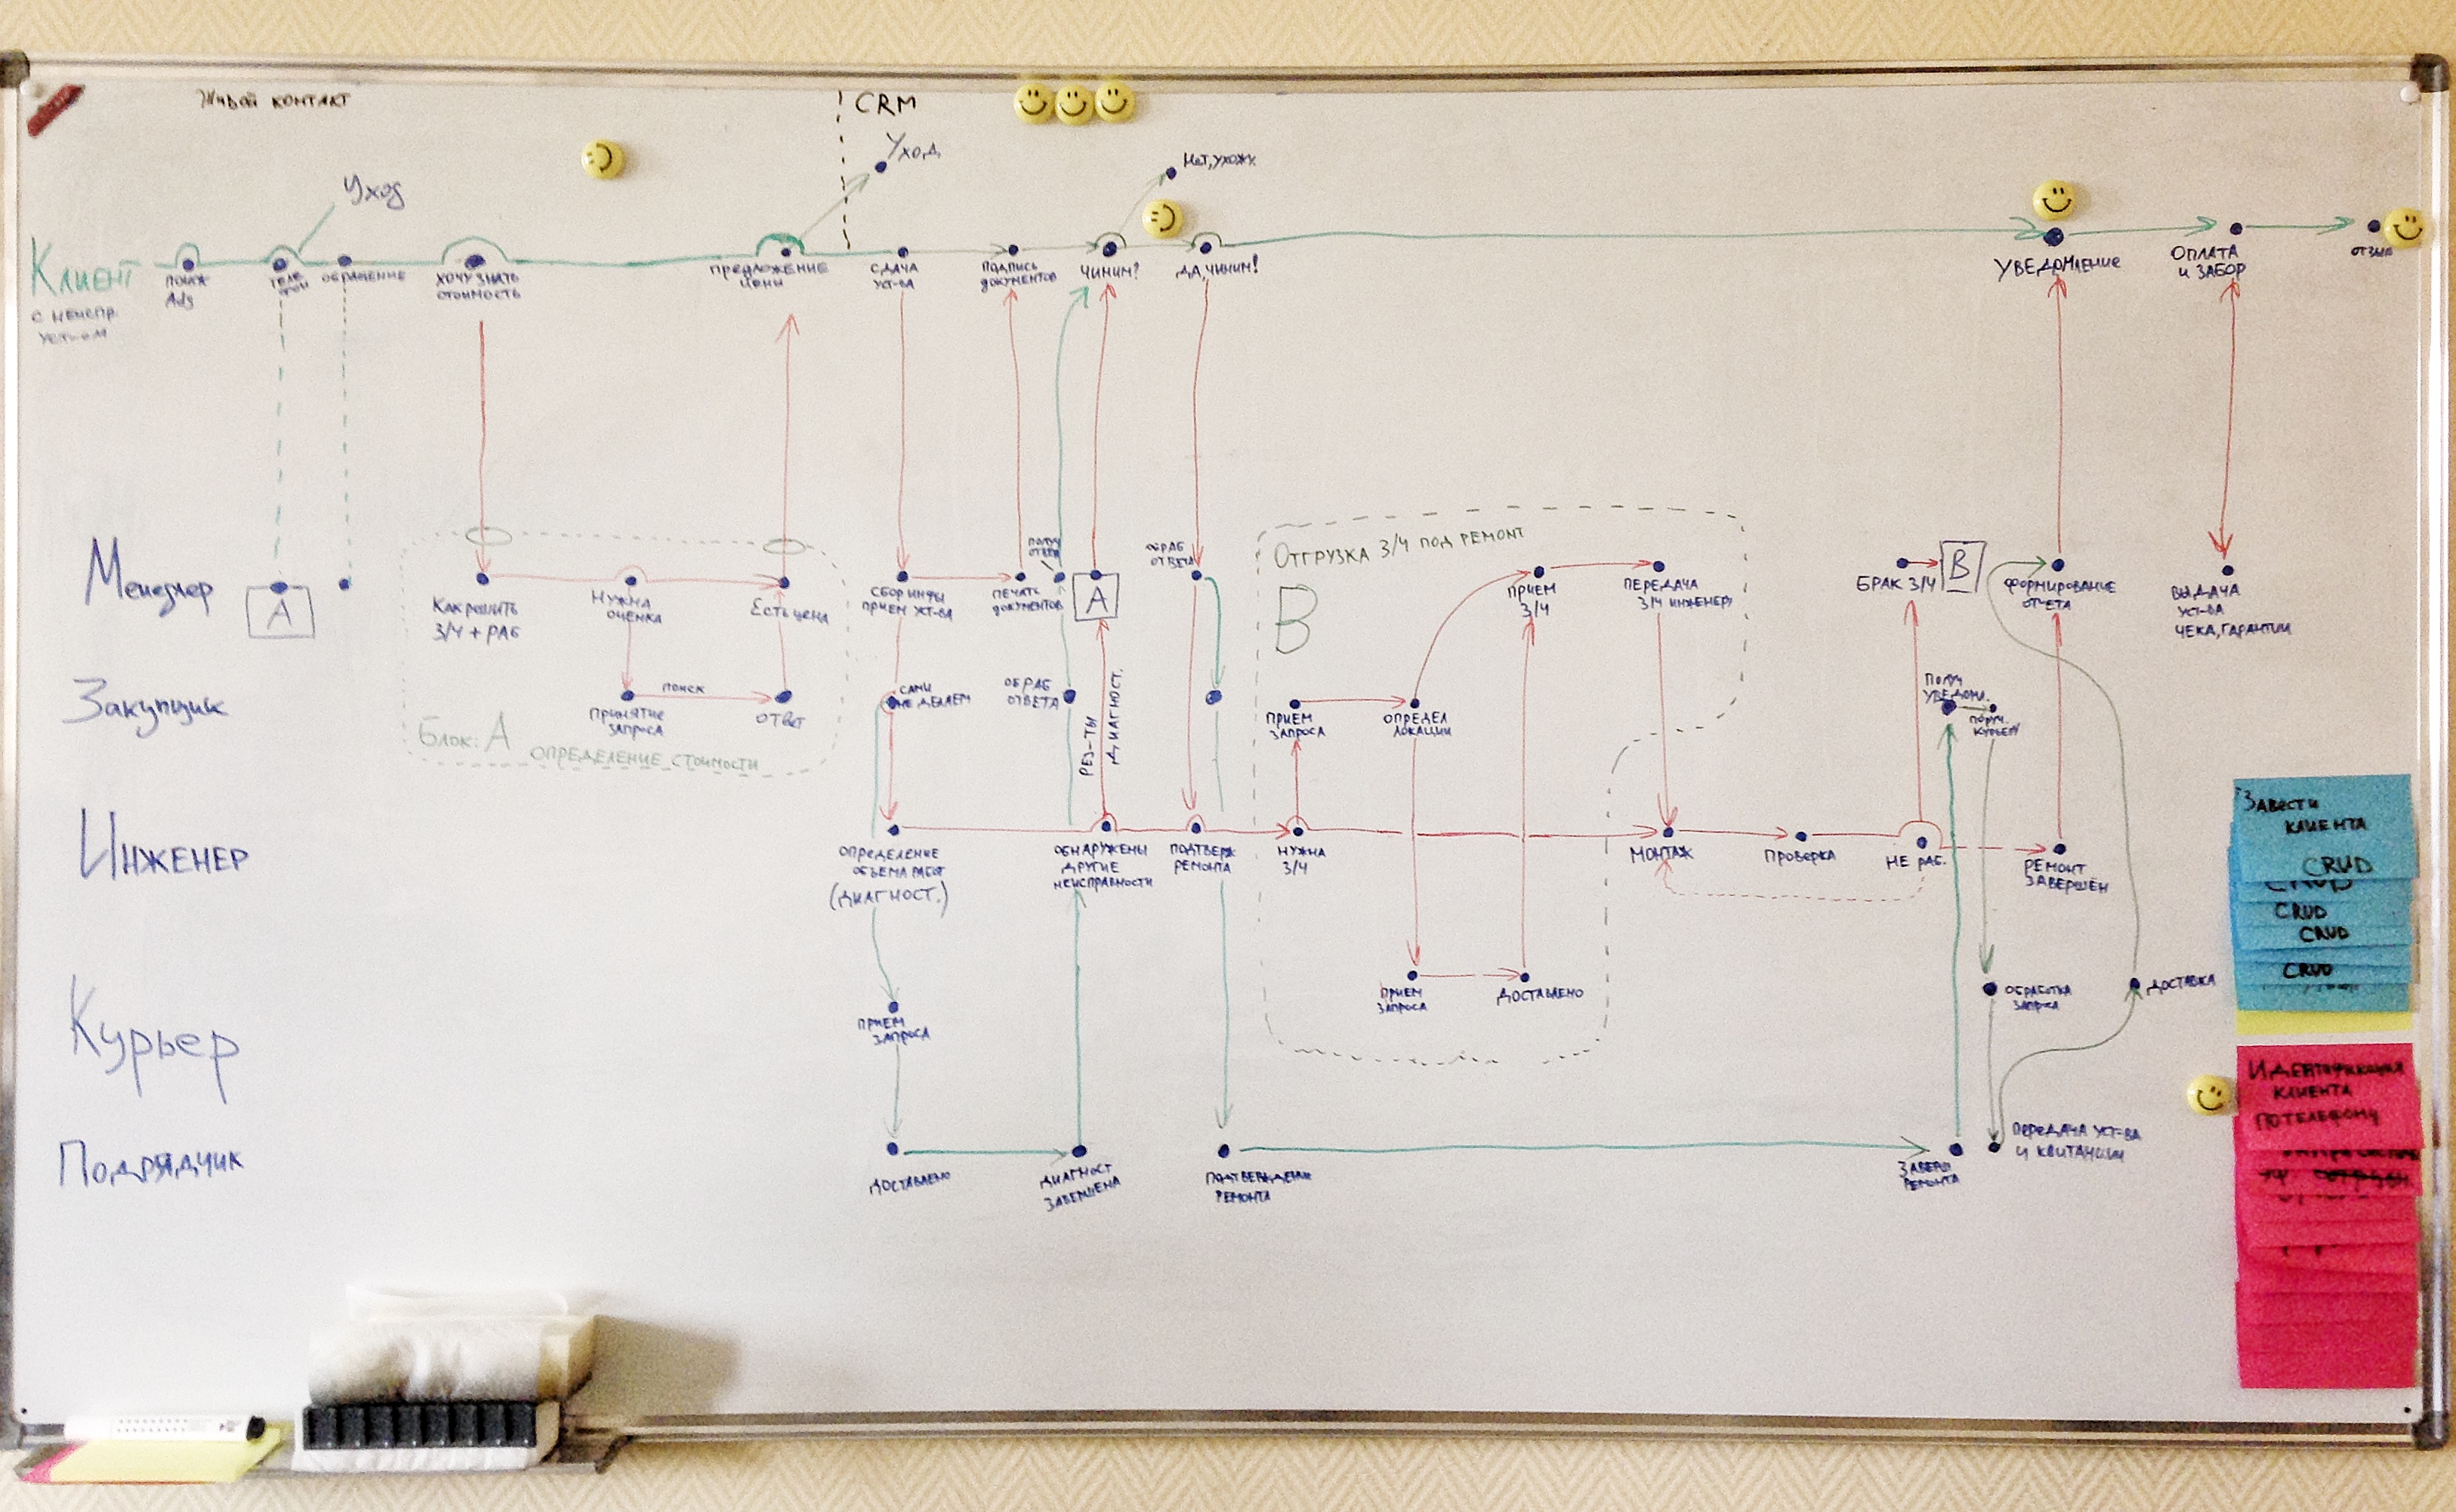 Живой контакт
CRM
Уход
Нет, ухожу.
Уход
Клиент
с неиспр.
уст-ом
поиск
Ads
теле
фон
обращение
хочу знать
стоимость
предложение
цены
сдача
уст-ва
подпись
документов
чиним?
да, чиним!
уведомление
оплата
и забор
отзыв
Менеджер
А
Как решить
з/ч + раб
Нужна
оценка
Есть цена
сбор инфы
прием уст-ва
печать
документов
получ
ответ
А
обраб
ответа
Отгрузка з/ч под ремонт
В
прием
з/ч
передача
з/ч инженеру
брак з/ч
В
формирование
отчета
выдача
уст-ва
чека, гарантии
Закупщик
принятие
запроса
поиск
ответ
Блок: А
определение стоимости
сами
не делаем
обраб
ответа
рез-ты
диагност.
прием
запроса
определ
локации
получ
уведомл.
поруч.
курьеру
Инженер
определение
объема работ
(диагност.)
обнаружены
другие
неисправности
подтверж
ремонта
нужна
з/ч
монтаж
проверка
не раб.
ремонт
завершён
Курьер
прием
запроса
прием
запроса
доставлено
обработка
запроса
доставка
Подрядчик
доставлено
диагност
завершена
подтверждение
ремонта
заверш
ремонта
передача уст-ва
и квитанции
Завести
клиента
CRUD
CRUD
CRUD
CRUD
CRUD
Идентификация
клиента
по телефону